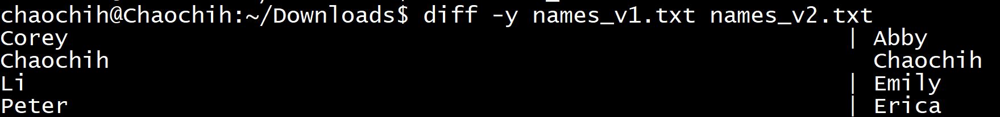 chaochih@Chaochih:~/Downloads$ diff -y names_v1.txt names_v2.txt
Corey | Abby
Chaochih Chaochih
Li | Emily
Peter | Erica